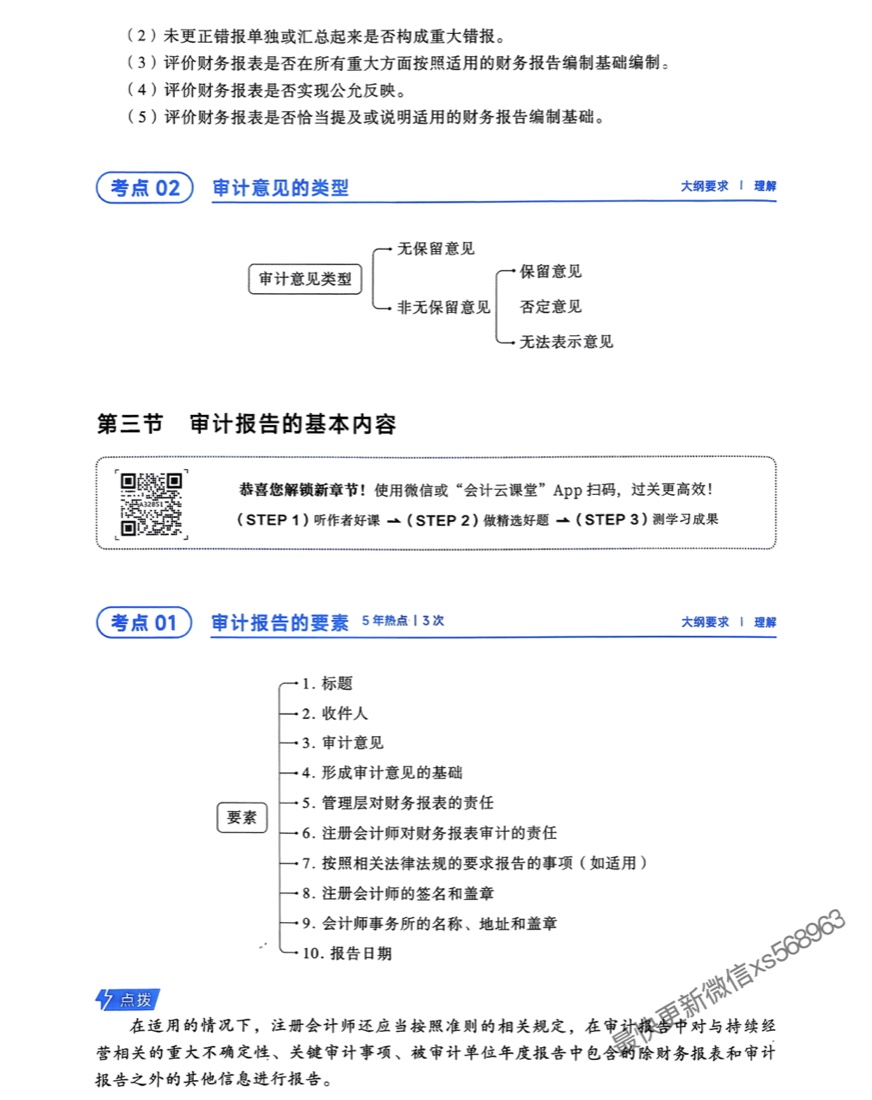 （2）未更正错报单独或汇总起来是否构成重大错报。
（3）评价财务报表是否在所有重大方面按照适用的财务报告编制基础编制。
（4）评价财务报表是否实现公允反映。
（5）评价财务报表是否恰当提及或说明适用的财务报告编制基础。
考点 02 审计意见的类型 大纲要求 | 理解
审计意见类型
无保留意见
非无保留意见
保留意见
否定意见
无法表示意见
第三节 审计报告的基本内容
恭喜您解锁新章节！使用微信或“会计云课堂”App 扫码，过关更高效！
（STEP 1）听作者好课 ⇀（STEP 2）做精选好题 ⇀（STEP 3）测学习成果
A32851
考点 01 审计报告的要素 5 年热点 | 3 次 大纲要求 | 理解
要素
1. 标题
2. 收件人
3. 审计意见
4. 形成审计意见的基础
5. 管理层对财务报表的责任
6. 注册会计师对财务报表审计的责任
7. 按照相关法律法规的要求报告的事项（如适用）
8. 注册会计师的签名和盖章
9. 会计师事务所的名称、地址和盖章
10. 报告日期
点拨
在适用的情况下，注册会计师还应当按照准则的相关规定，在审计报告中对与持续经
营相关的重大不确定性、关键审计事项、被审计单位年度报告中包含的除财务报表和审计
报告之外的其他信息进行报告。
最快更新微信xs568963